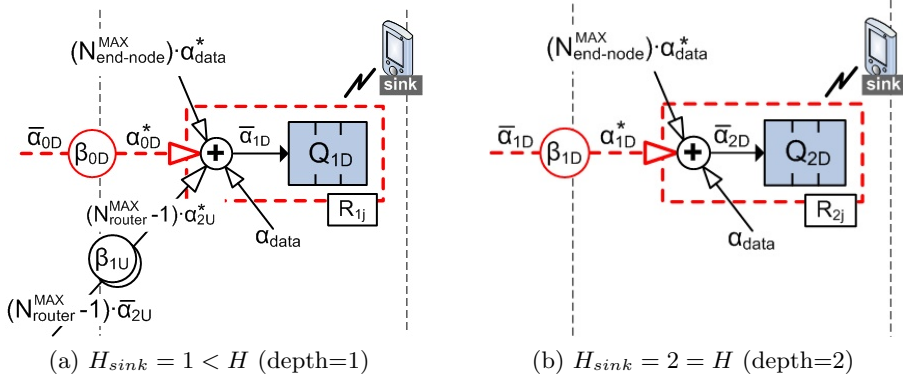 (N^MAX_end-node)·α*_data
sink
ᾱ_0D
β_0D
α*_0D
+
ᾱ_1D
Q_1D
R_1j
(N^MAX_router-1)·α*_2U
α_data
β_1U
(N^MAX_router-1)·ᾱ_2U
(a) H_sink = 1 < H (depth=1)
(N^MAX_end-node)·α*_data
sink
ᾱ_1D
β_1D
α*_1D
+
ᾱ_2D
Q_2D
R_2j
α_data
(b) H_sink = 2 = H (depth=2)